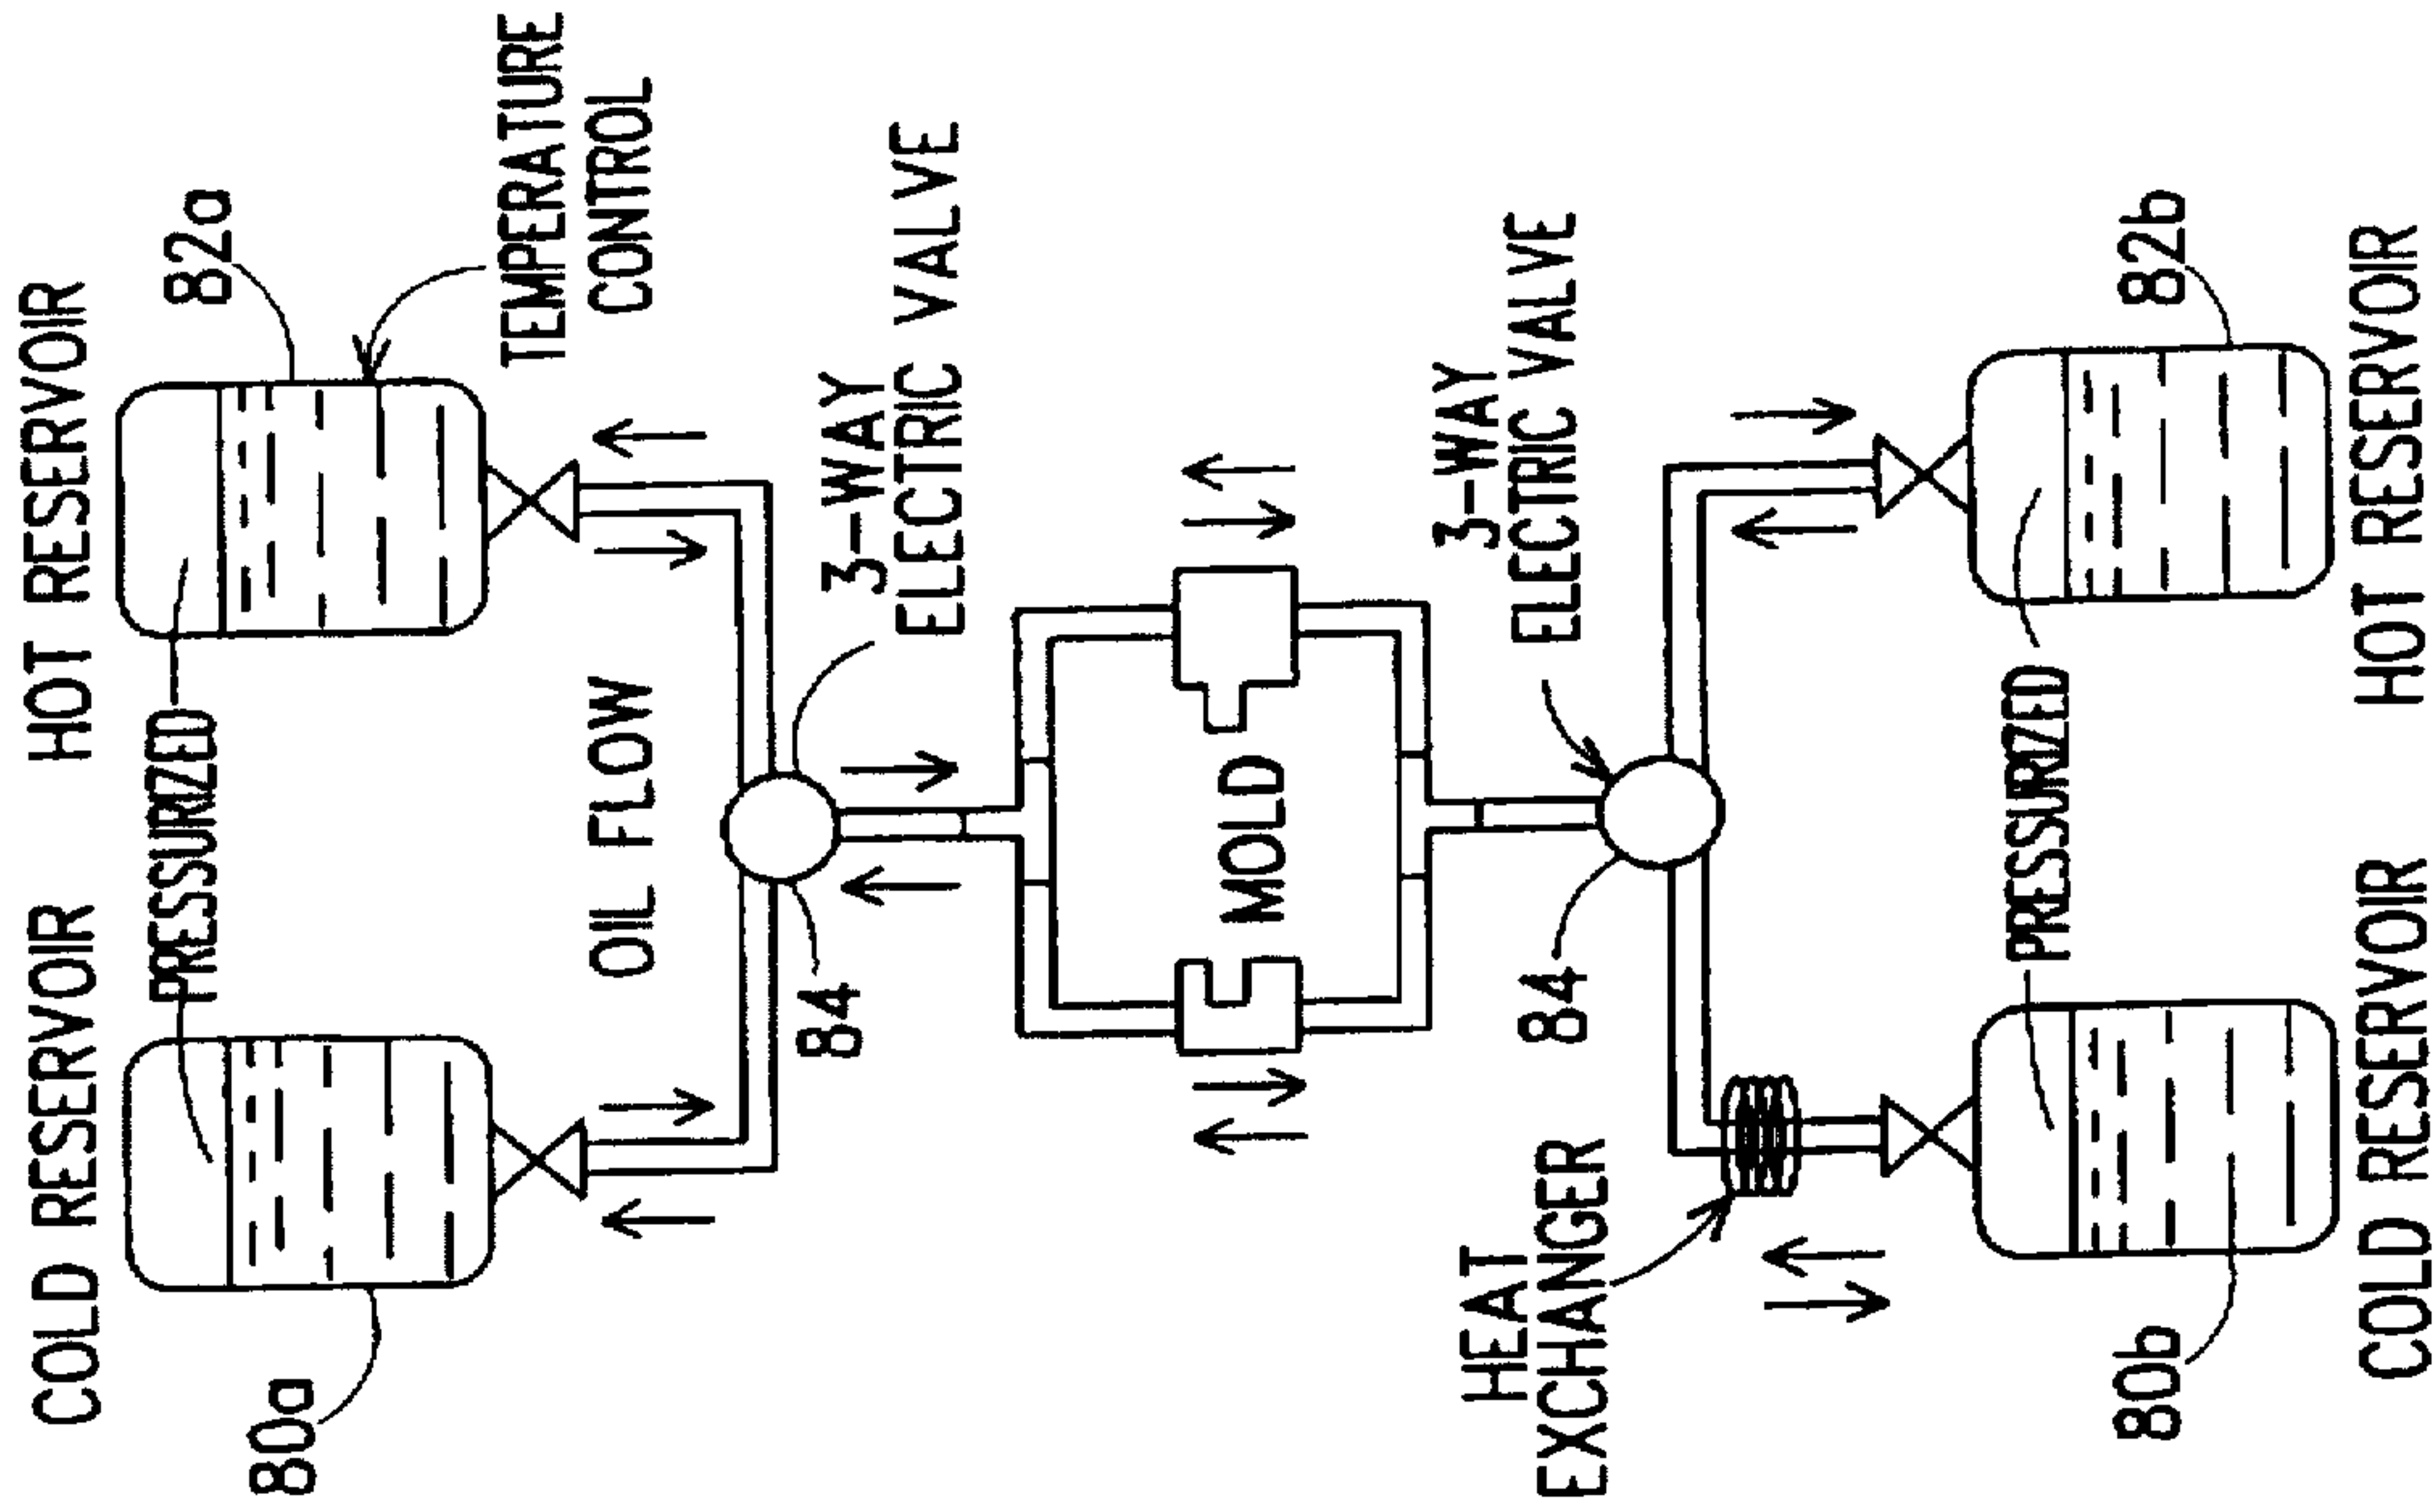 COLD RESERVOIR
HOT RESERVOIR
80a
PRESSURIZED
82a
TEMPERATURE
CONTROL
OIL FLOW
84
3-WAY
ELECTRIC VALVE
MOLD
HEAT
EXCHANGER
84
3-WAY
ELECTRIC VALVE
PRESSURIZED
80b
82b
COLD RESERVOIR
HOT RESERVOIR